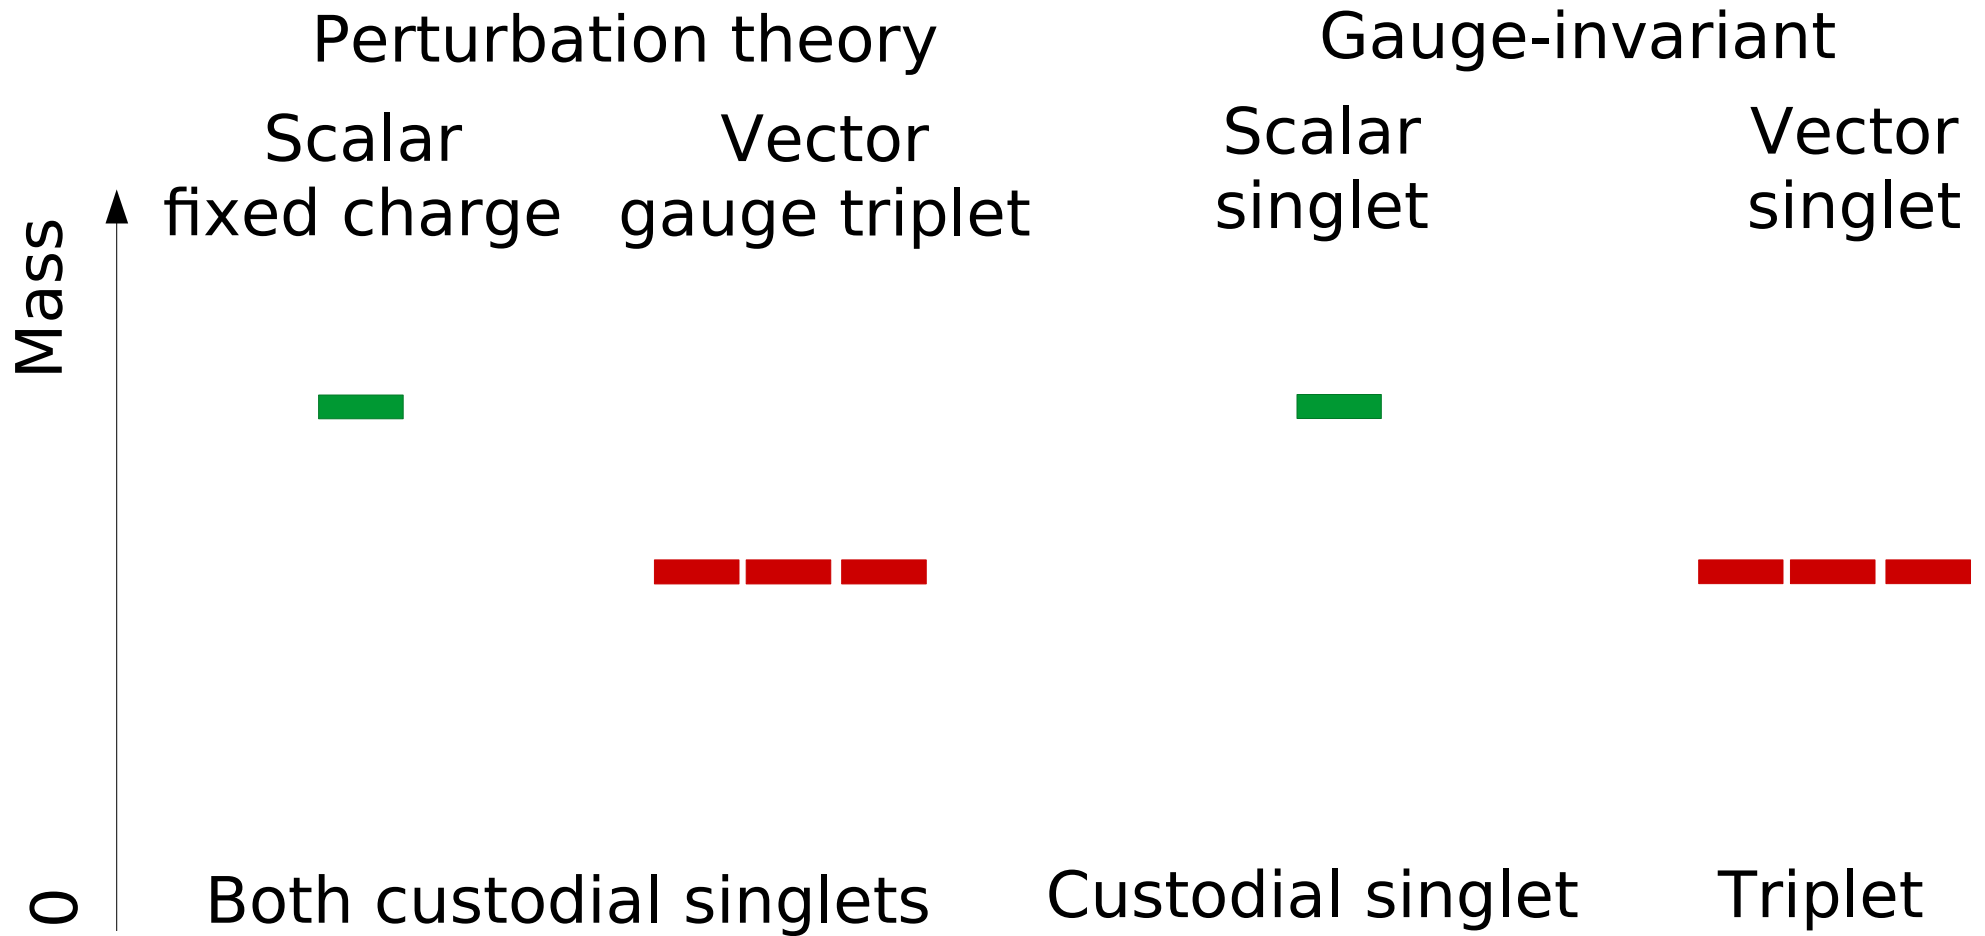 Perturbation theory
Gauge-invariant
Scalar
fixed charge
Vector
gauge triplet
Scalar
singlet
Vector
singlet
Mass
0
Both custodial singlets
Custodial singlet
Triplet